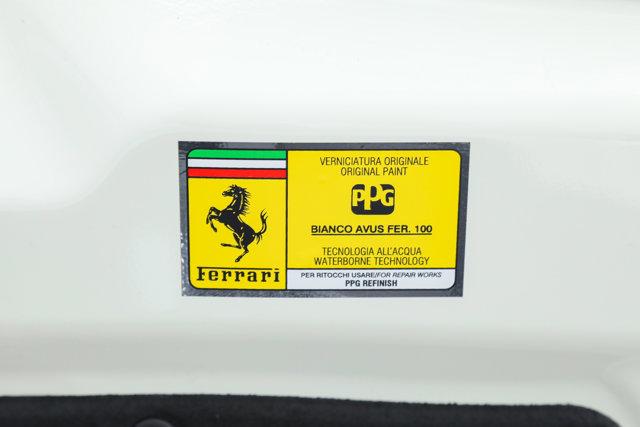 Ferrari
VERNICIATURA ORIGINALE
ORIGINAL PAINT
PPG
BIANCO AVUS FER. 100
TECNOLOGIA ALL'ACQUA
WATERBORNE TECHNOLOGY
PER RITOCCHI USARE/FOR REPAIR WORKS
PPG REFINISH